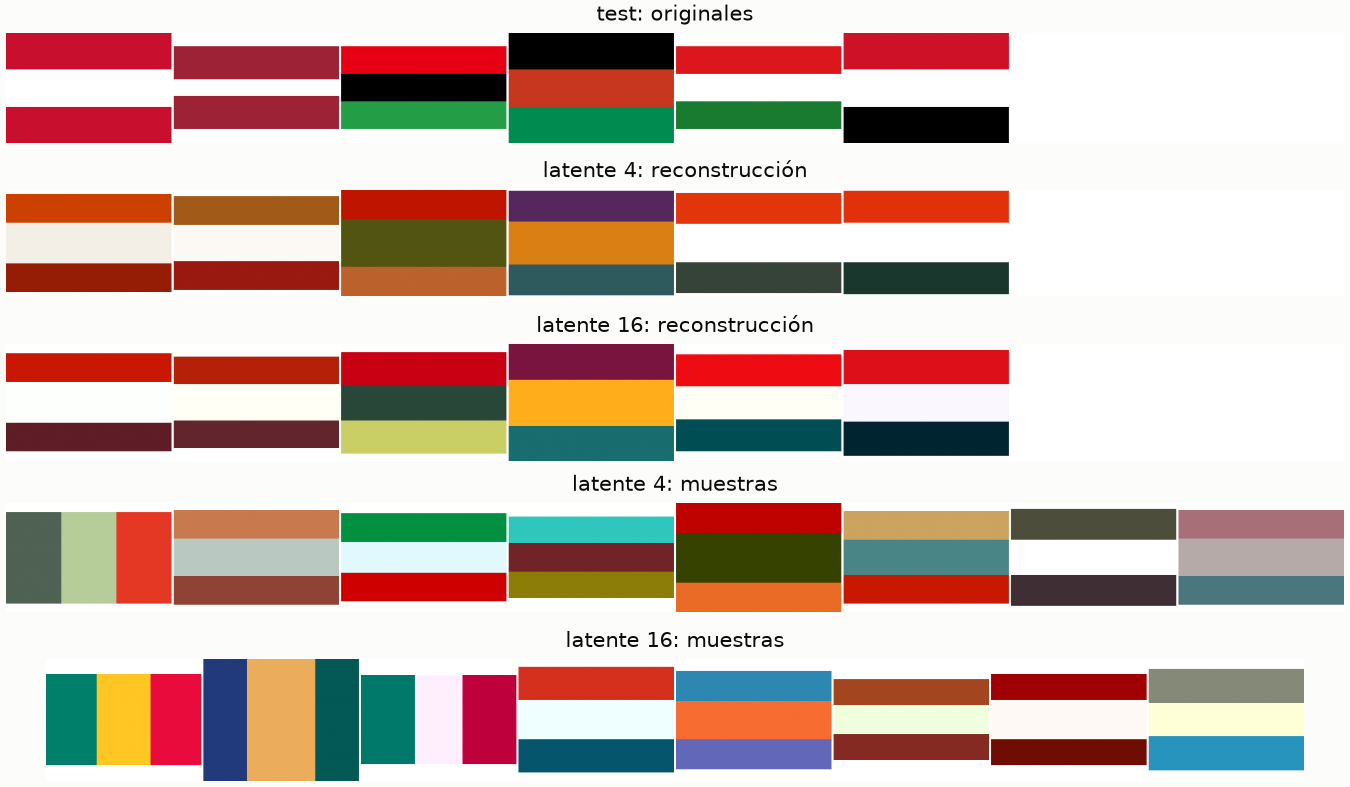 test: originales
latente 4: reconstrucción
latente 16: reconstrucción
latente 4: muestras
latente 16: muestras